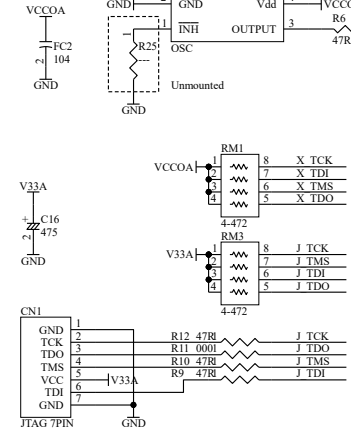 VCCOA
GND
GND
Vdd
VCCO
1
INH
OUTPUT
3
R6
47R
OSC
FC2
104
2
1
R25
---
Unmounted
GND
GND
RM1
VCCOA
1 8 X_TCK
2 7 X_TDI
3 6 X_TMS
4 5 X_TDO
4-472
V33A
+
C16
475
2
GND
RM3
V33A
1 8 J_TCK
2 7 J_TMS
3 6 J_TDI
4 5 J_TDO
4-472
CN1
GND 1
TCK 2 R12 47R J_TCK
TDO 3 R11 000 J_TDO
TMS 4 R10 47R J_TMS
VCC 5 V33A R9 47R J_TDI
TDI 6
GND 7
JTAG 7PIN
GND